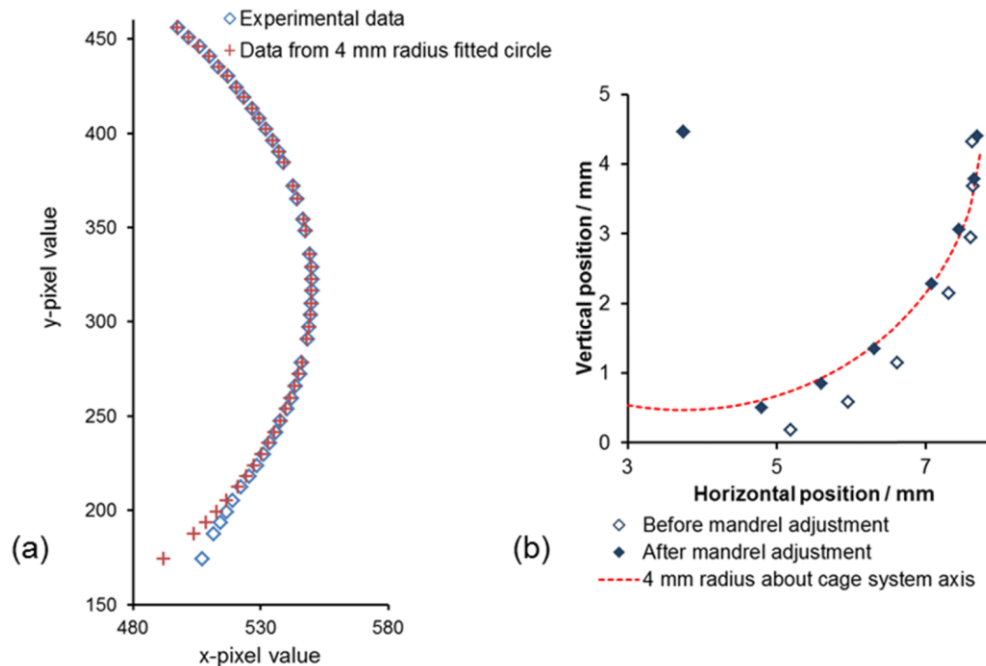 Experimental data
Data from 4 mm radius fitted circle
450
400
350
300
250
200
150
y-pixel value
480
530
580
x-pixel value
(a)
5
4
3
2
1
0
Vertical position / mm
3
5
7
Horizontal position / mm
(b)
Before mandrel adjustment
After mandrel adjustment
4 mm radius about cage system axis